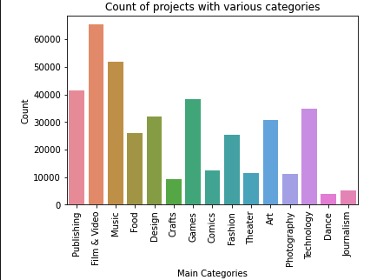 Count of projects with various categories
60000
50000
40000
30000
20000
10000
0
Count
Publishing
Film & Video
Music
Food
Design
Crafts
Games
Comics
Fashion
Theater
Art
Photography
Technology
Dance
Journalism
Main Categories